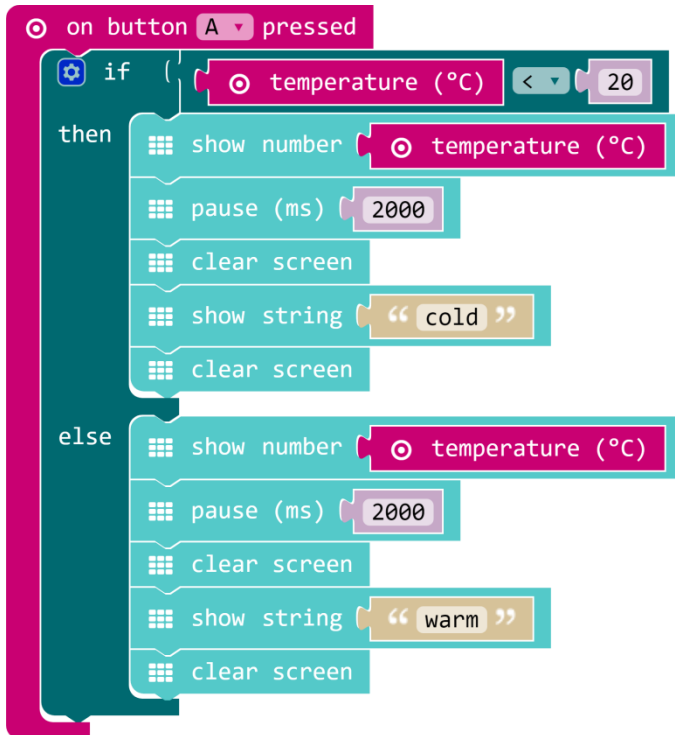 on button A pressed
if temperature (°C) < 20
then show number temperature (°C)
pause (ms) 2000
clear screen
show string “ cold ”
clear screen
else show number temperature (°C)
pause (ms) 2000
clear screen
show string “ warm ”
clear screen